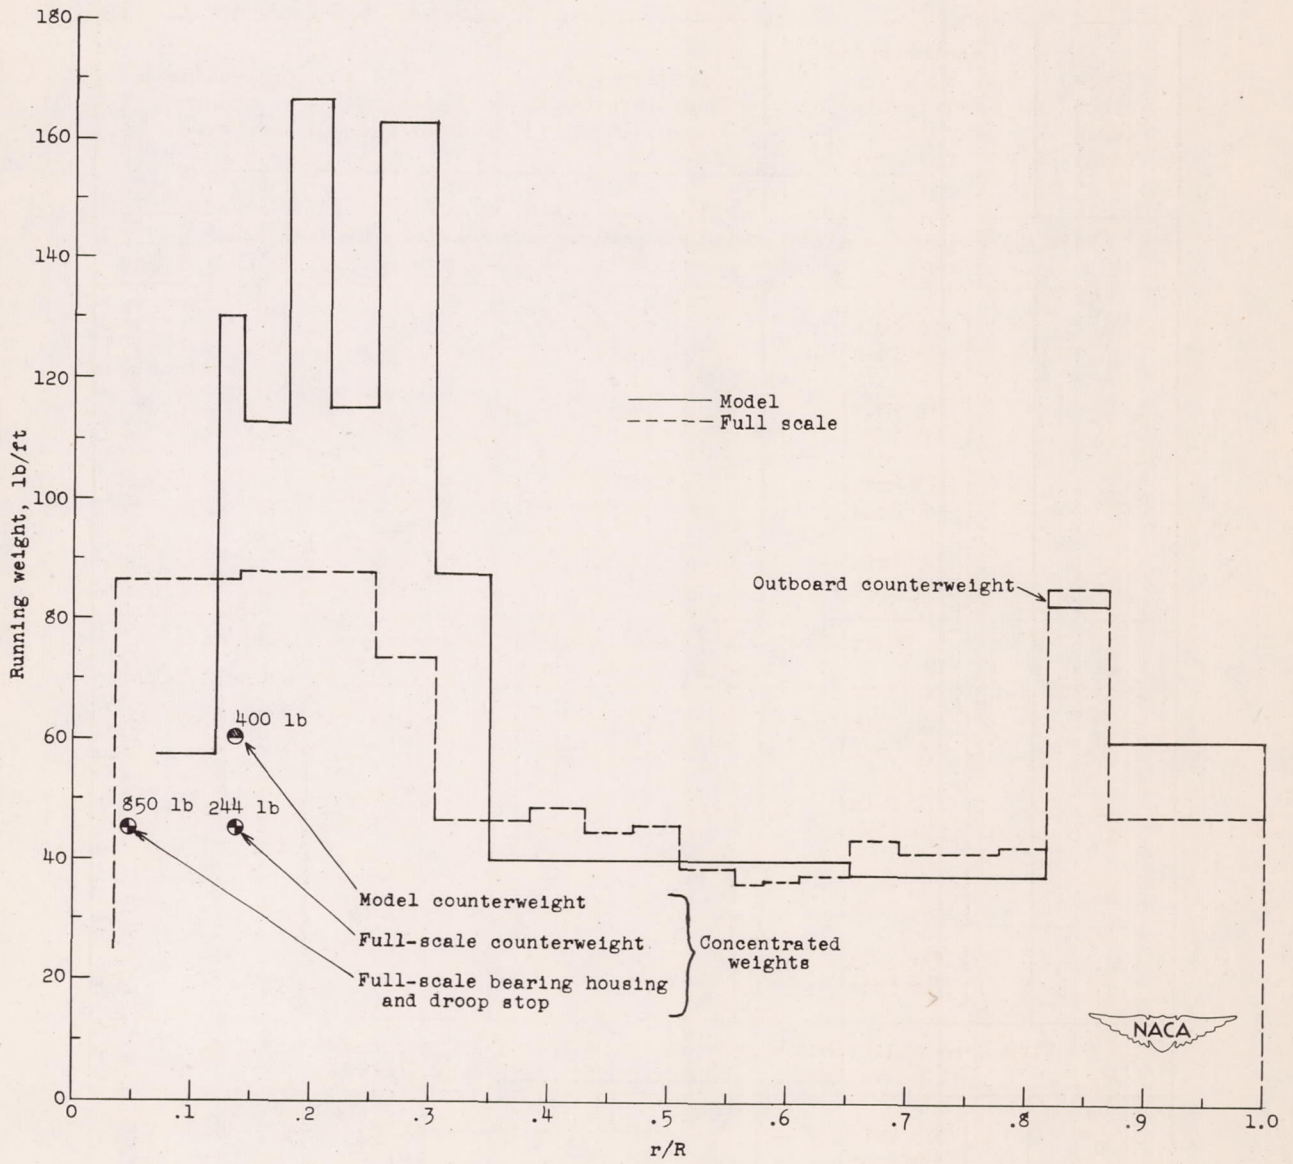 180
160
140
120
100
80
60
40
20
0
Running weight, lb/ft
Model
Full scale
Outboard counterweight
400 lb
850 lb
244 lb
Model counterweight
Full-scale counterweight
Full-scale bearing housing
and droop stop
Concentrated
weights
NACA
0 .1 .2 .3 .4 .5 .6 .7 .8 .9 1.0
r/R